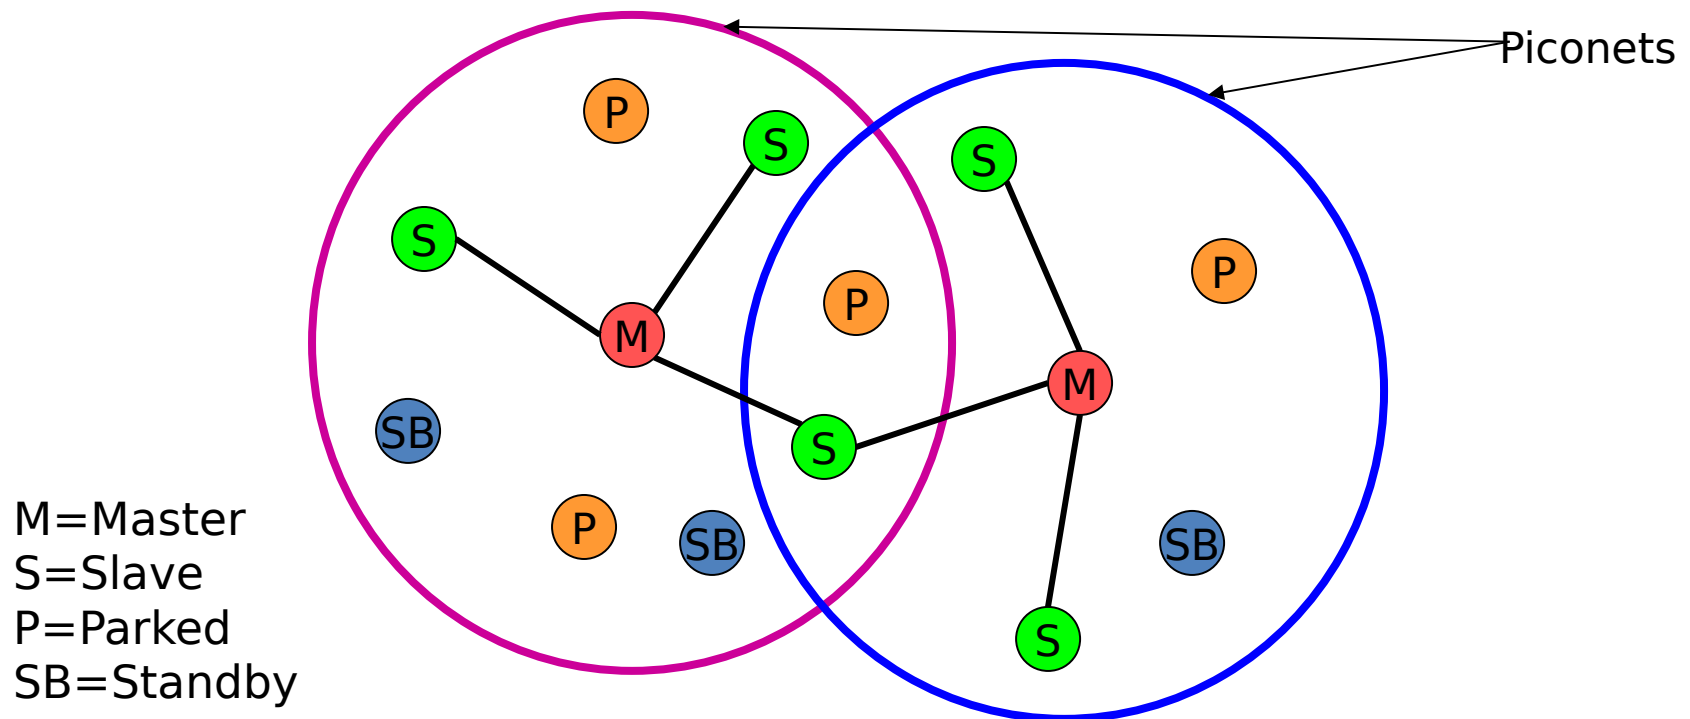 Piconets
P
S
S
S
P
P
M
M
SB
S
P
SB
SB
S
M=Master
S=Slave
P=Parked
SB=Standby